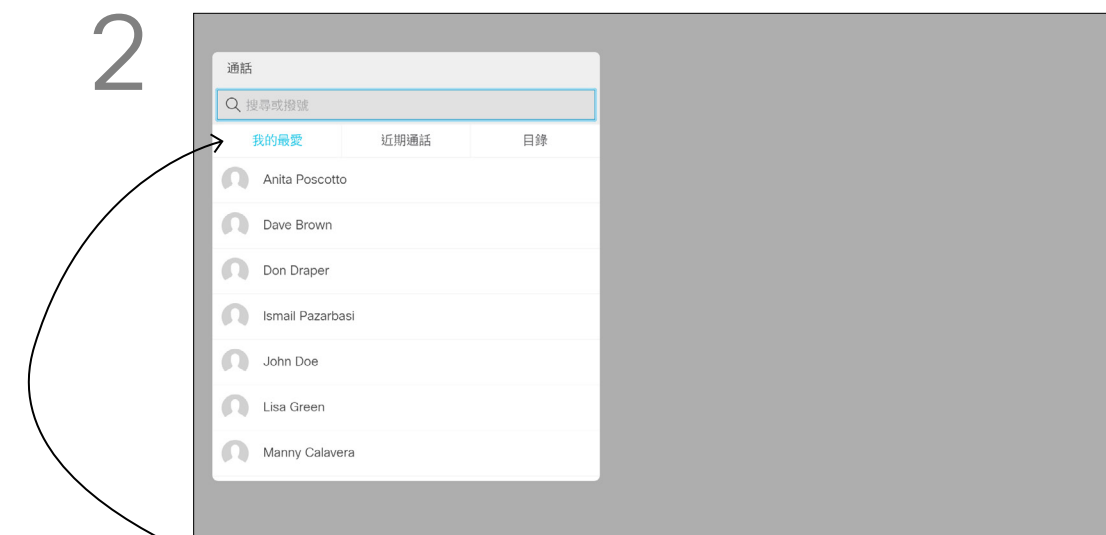 2
通話
搜尋或撥號
我的最愛 近期通話 目錄
Anita Poscotto
Dave Brown
Don Draper
Ismail Pazarbasi
John Doe
Lisa Green
Manny Calavera